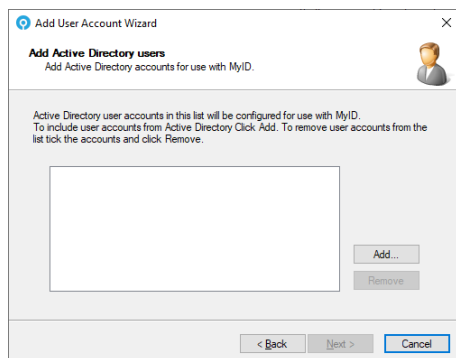 Add User Account Wizard
Add Active Directory users
Add Active Directory accounts for use with MyID.
Active Directory user accounts in this list will be configured for use with MyID.
To include user accounts from Active Directory Click Add. To remove user accounts from the
list tick the accounts and click Remove.
Add...
Remove
< Back Next > Cancel